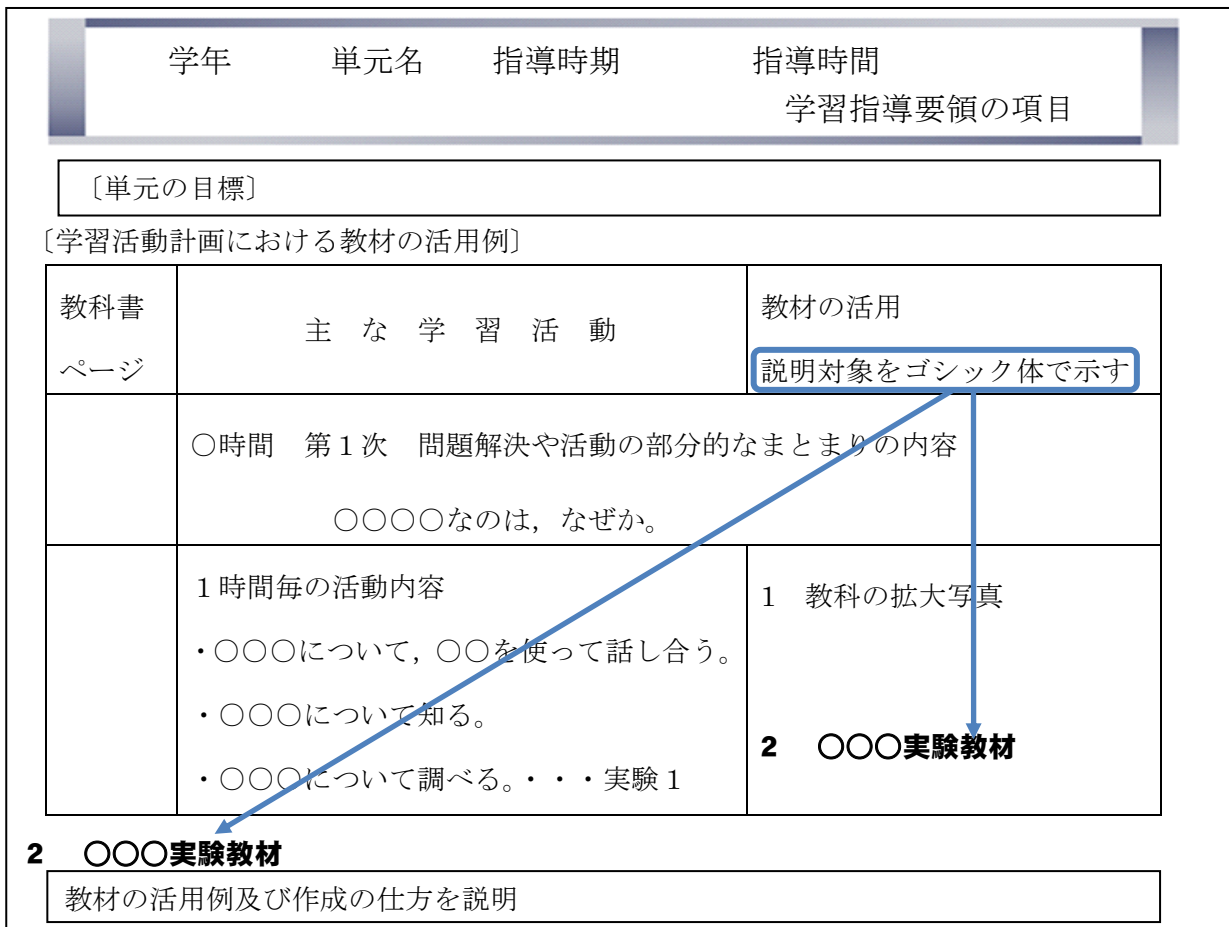 学年　単元名　指導時期　指導時間
学習指導要領の項目
〔単元の目標〕
〔学習活動計画における教材の活用例〕
教科書
ページ
主　な　学　習　活　動
教材の活用
説明対象をゴシック体で示す
○時間　第１次　問題解決や活動の部分的なまとまりの内容
○○○○なのは，なぜか。
１時間毎の活動内容
・○○○について，○○を使って話し合う。
・○○○について知る。
・○○○について調べる。・・・実験１
１　教科の拡大写真
２　○○○実験教材
２　○○○実験教材
教材の活用例及び作成の仕方を説明